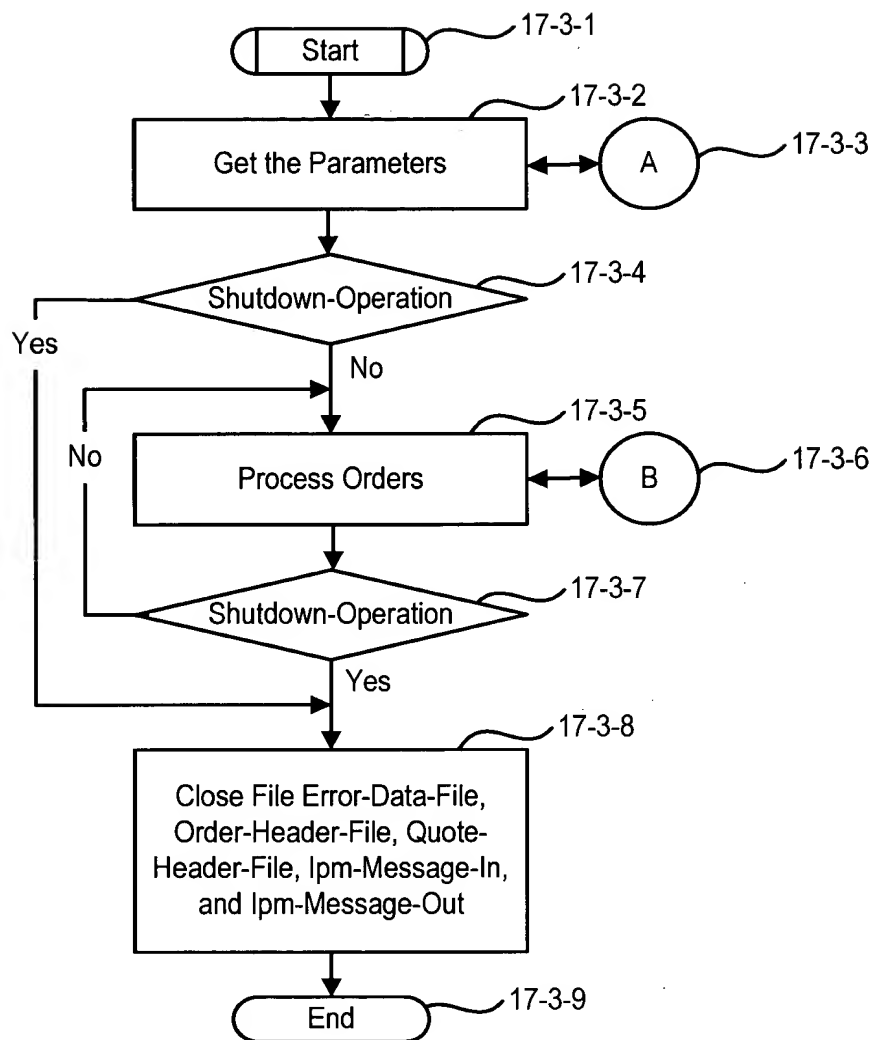 17-3-1
Start
17-3-2
17-3-3
Get the Parameters
A
17-3-4
Shutdown-Operation
Yes
No
17-3-5
No
17-3-6
Process Orders
B
17-3-7
Shutdown-Operation
Yes
17-3-8
Close File Error-Data-File,
Order-Header-File, Quote-
Header-File, Ipm-Message-In,
and Ipm-Message-Out
17-3-9
End